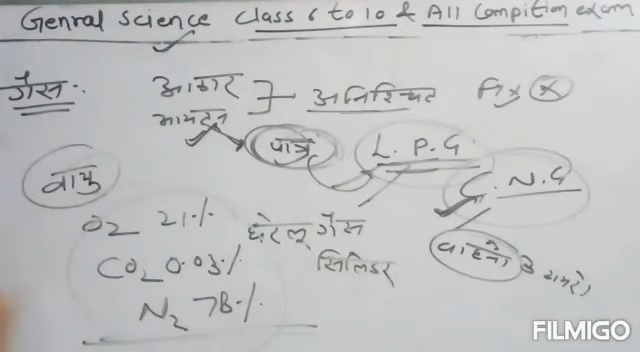 Genral Science Class 6 to 10 & All Compition exam
गैस:- आकार } अनिश्चित
आयतन
पात्र L.P.G.
वायु C.N.G
O2 21% घरेलू गैस
CO2 0.03% सिलिंडर वाहनो
N2 78%
FILMIGO